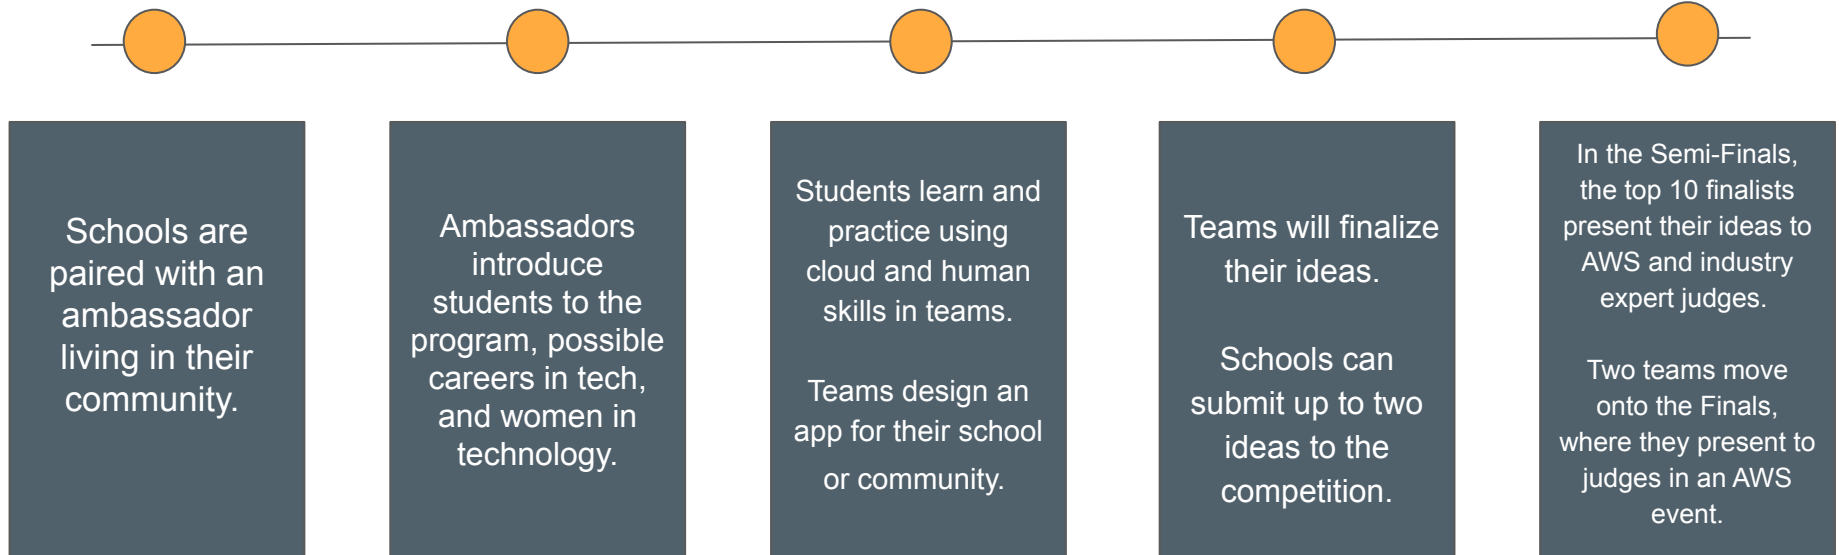 Schools are
paired with an
ambassador
living in their
community.
Ambassadors
introduce
students to the
program, possible
careers in tech,
and women in
technology.
Students learn and
practice using
cloud and human
skills in teams.
Teams design an
app for their school
or community.
Teams will finalize
their ideas.
Schools can
submit up to two
ideas to the
competition.
In the Semi-Finals,
the top 10 finalists
present their ideas to
AWS and industry
expert judges.
Two teams move
onto the Finals,
where they present to
judges in an AWS
event.